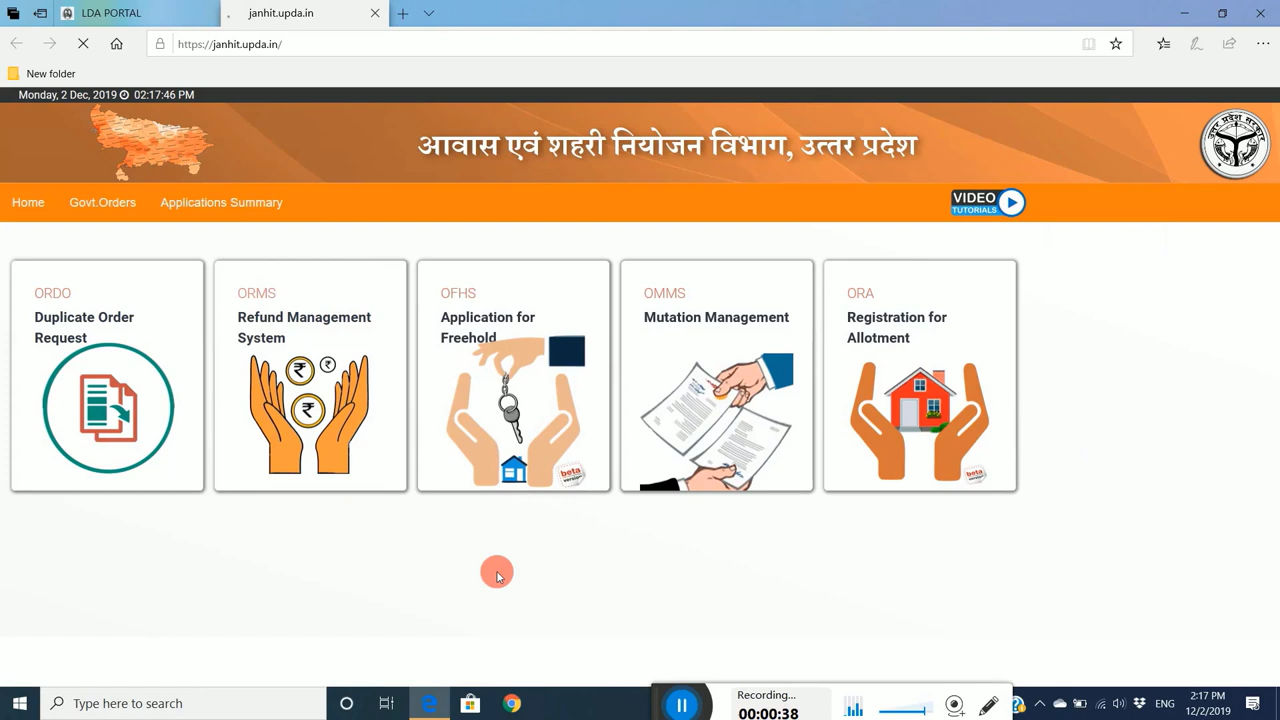 LDA PORTAL
janhit.upda.in/
https://janhit.upda.in/
New folder
Monday, 2 Dec, 2019 02:17:46 PM
आवास एवं शहरी नियोजन विभाग, उत्तर प्रदेश
Home
Govt.Orders
Applications Summary
VIDEO
TUTORIALS
ORDO
Duplicate Order
Request
ORMS
Refund Management
System
OFHS
Application for
Freehold
beta
version
OMMS
Mutation Management
ORA
Registration for
Allotment
beta
version
Type here to search
Recording...
00:00:38
ENG
2:17 PM
12/2/2019